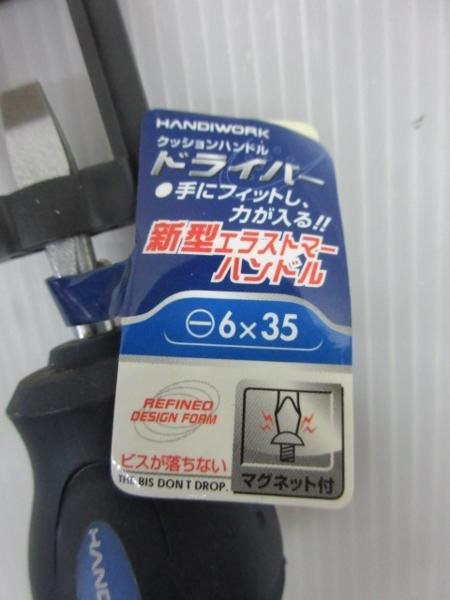 HANDIWORK
クッションハンドル
ドライバー
●手にフィットし、
力が入る!!
新型エラストマー
ハンドル
⊖6×35
REFINED
DESIGN FORM
ビスが落ちない
THE BIS DON T DROP.
マグネット付
HAND